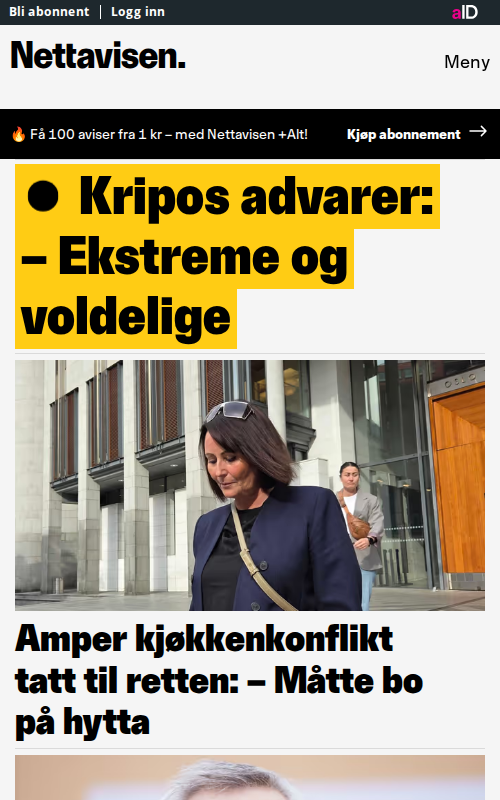 Bli abonnent | Logg inn
aID
Nettavisen.
Meny
🔥 Få 100 aviser fra 1 kr – med Nettavisen +Alt!
Kjøp abonnement →
● Kripos advarer:
– Ekstreme og
voldelige
OSLO
Amper kjøkkenkonflikt
tatt til retten: – Måtte bo
på hytta